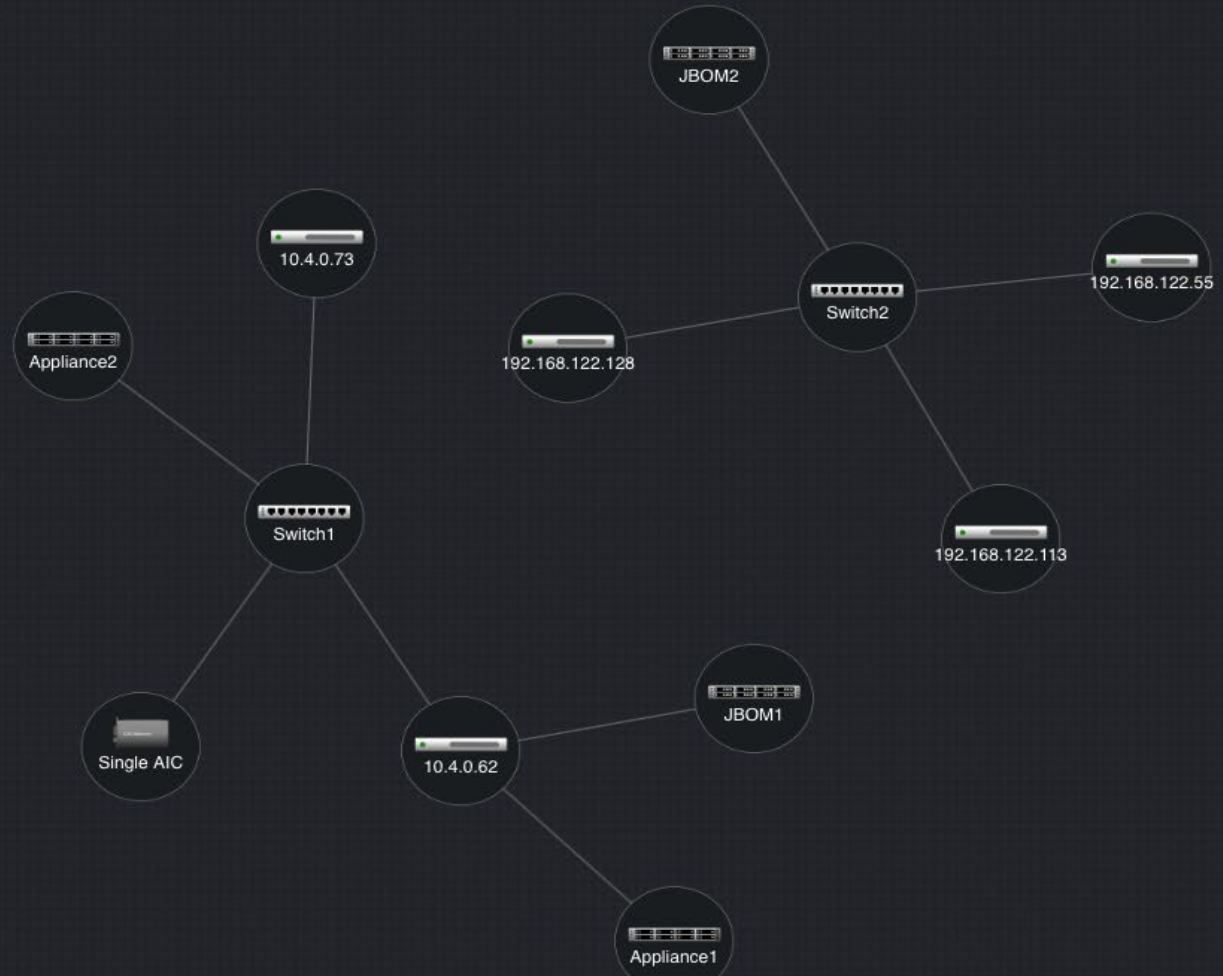 JBOM2
10.4.0.73
192.168.122.55
Switch2
Appliance2
192.168.122.128
Switch1
192.168.122.113
JBOM1
Single AIC
10.4.0.62
Appliance1